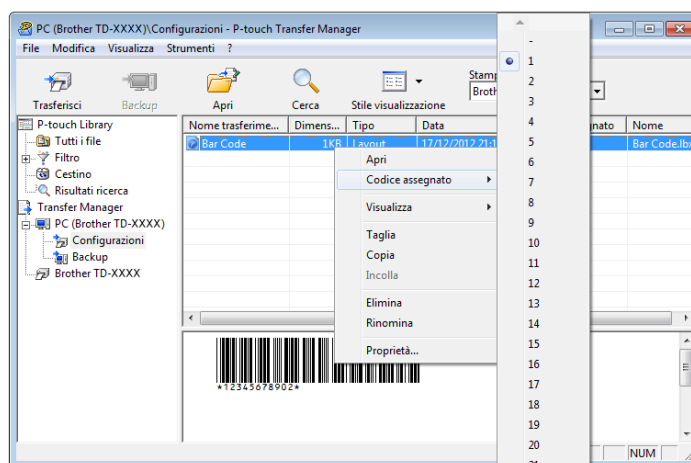 PC (Brother TD-XXXX)\Configurazioni - P-touch Transfer Manager
File Modifica Visualizza Strumenti ?
Trasferisci Backup Apri Cerca Stile visualizzazione
P-touch Library
Tutti i file
Filtro
Cestino
Risultati ricerca
Transfer Manager
PC (Brother TD-XXXX)
Configurazioni
Backup
Brother TD-XXXX
Nome trasferime... Dimens... Tipo Data Nome
Bar Code 1KB Layout 17/12/2012 21:1 Bar Code.lbx
Apri
Codice assegnato
Visualizza
Taglia
Copia
Incolla
Elimina
Rinomina
Proprietà...
-
1
2
3
4
5
6
7
8
9
10
11
12
13
14
15
16
17
18
19
20
*12345678902*
NUM